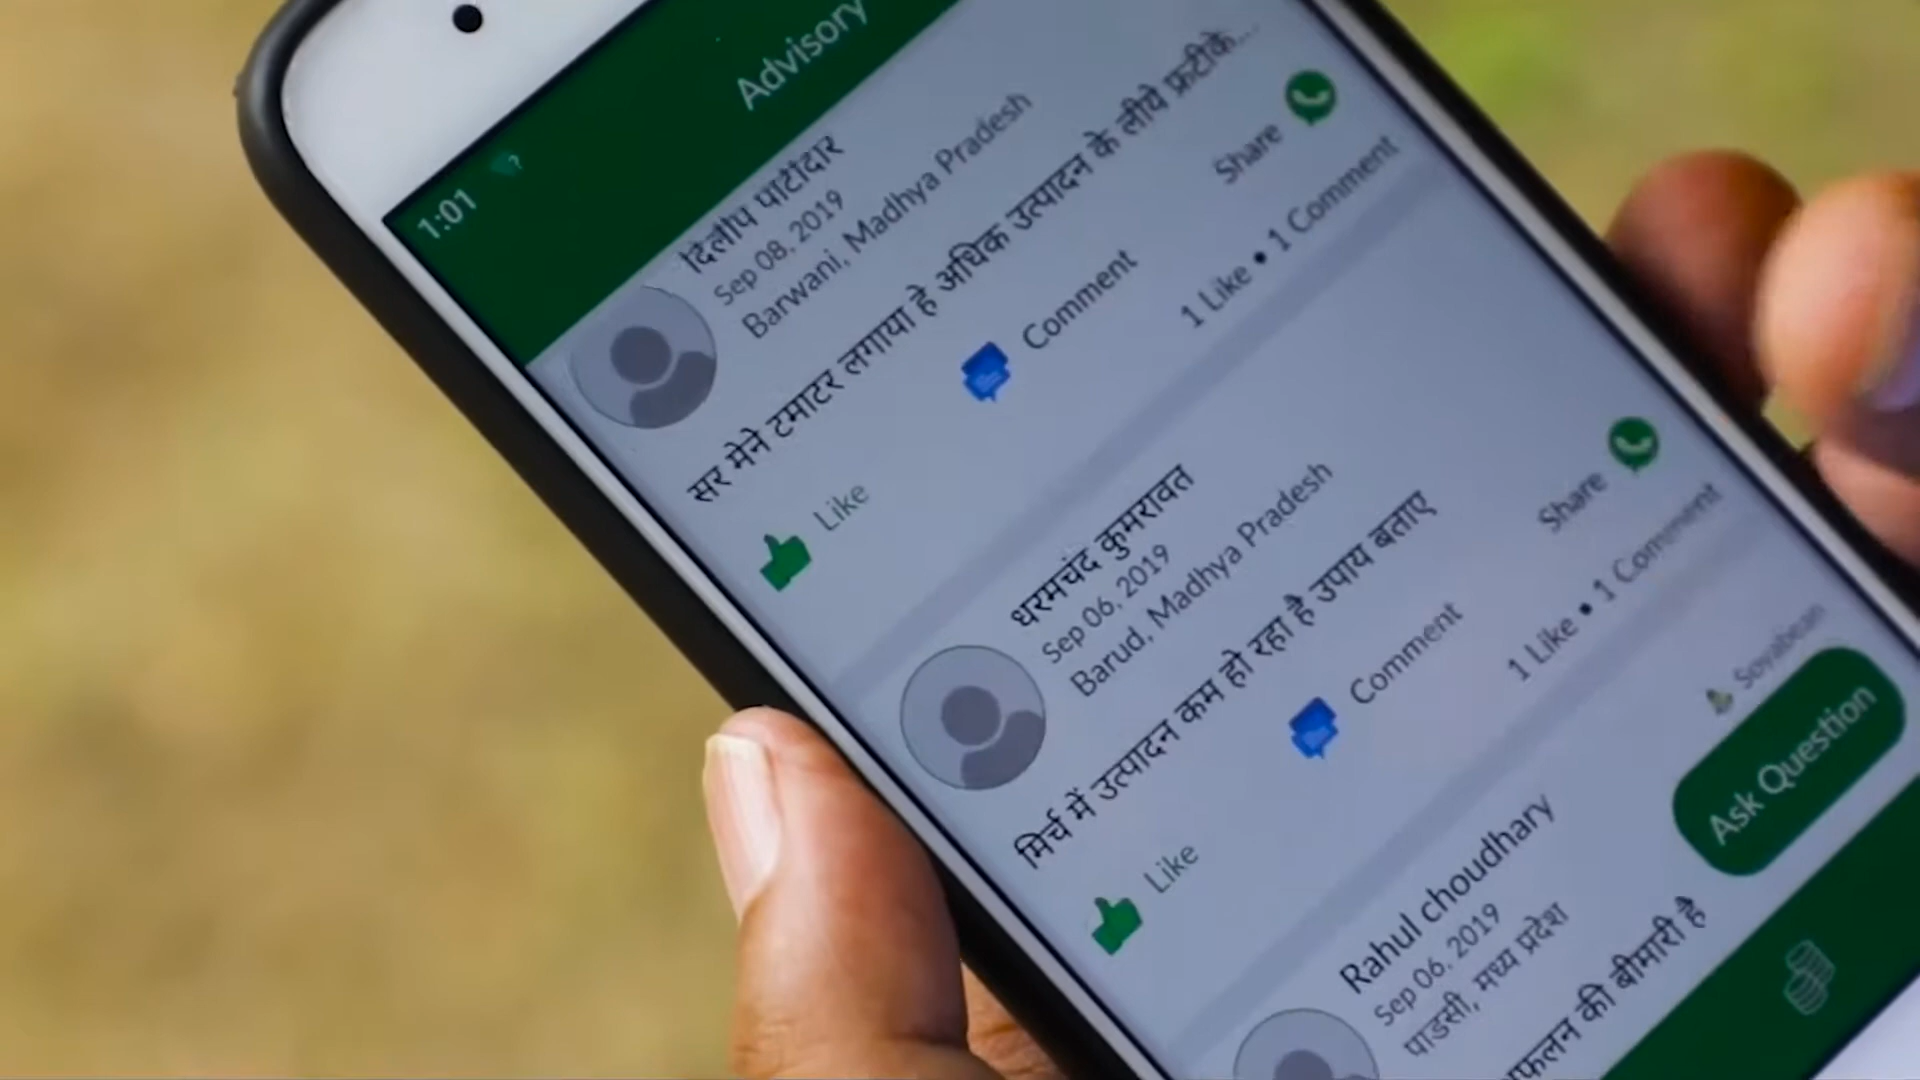 1:01
Advisory
दिलीप पाटीदार
Sep 08, 2019
Barwani, Madhya Pradesh
सर मेने टमाटर लगाया हे अधिक उत्पादन के लीये फ्रटीके...
Like
Comment
Share
1 Like • 1 Comment
धरमचंद कुमरावत
Sep 06, 2019
Barud, Madhya Pradesh
मिर्च में उत्पादन कम हो रहा है उपाय बताए
Like
Comment
Share
1 Like • 1 Comment
Soyabean
Rahul choudhary
Sep 06, 2019
पाडसी, मध्य प्रदेश
की बीमारी है
Ask Question